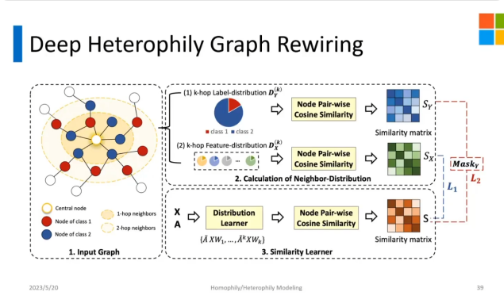 Deep Heterophily Graph Rewiring
(1) k-hop Label-distribution D_Y^(k)
class 1 class 2
Node Pair-wise
Cosine Similarity
S_Y
Similarity matrix
(2) k-hop Feature-distribution D_X^(k)
...
Node Pair-wise
Cosine Similarity
S_X
2. Calculation of Neighbor-Distribution
Mask_Y
L_1
L_2
Central node
Node of class 1
Node of class 2
1-hop neighbors
2-hop neighbors
1. Input Graph
X
A
Distribution
Learner
{ÂXW_1, ..., Â^kXW_k}
Node Pair-wise
Cosine Similarity
S
Similarity matrix
3. Similarity Learner
2023/5/20
Homophily/Heterophily Modeling
39